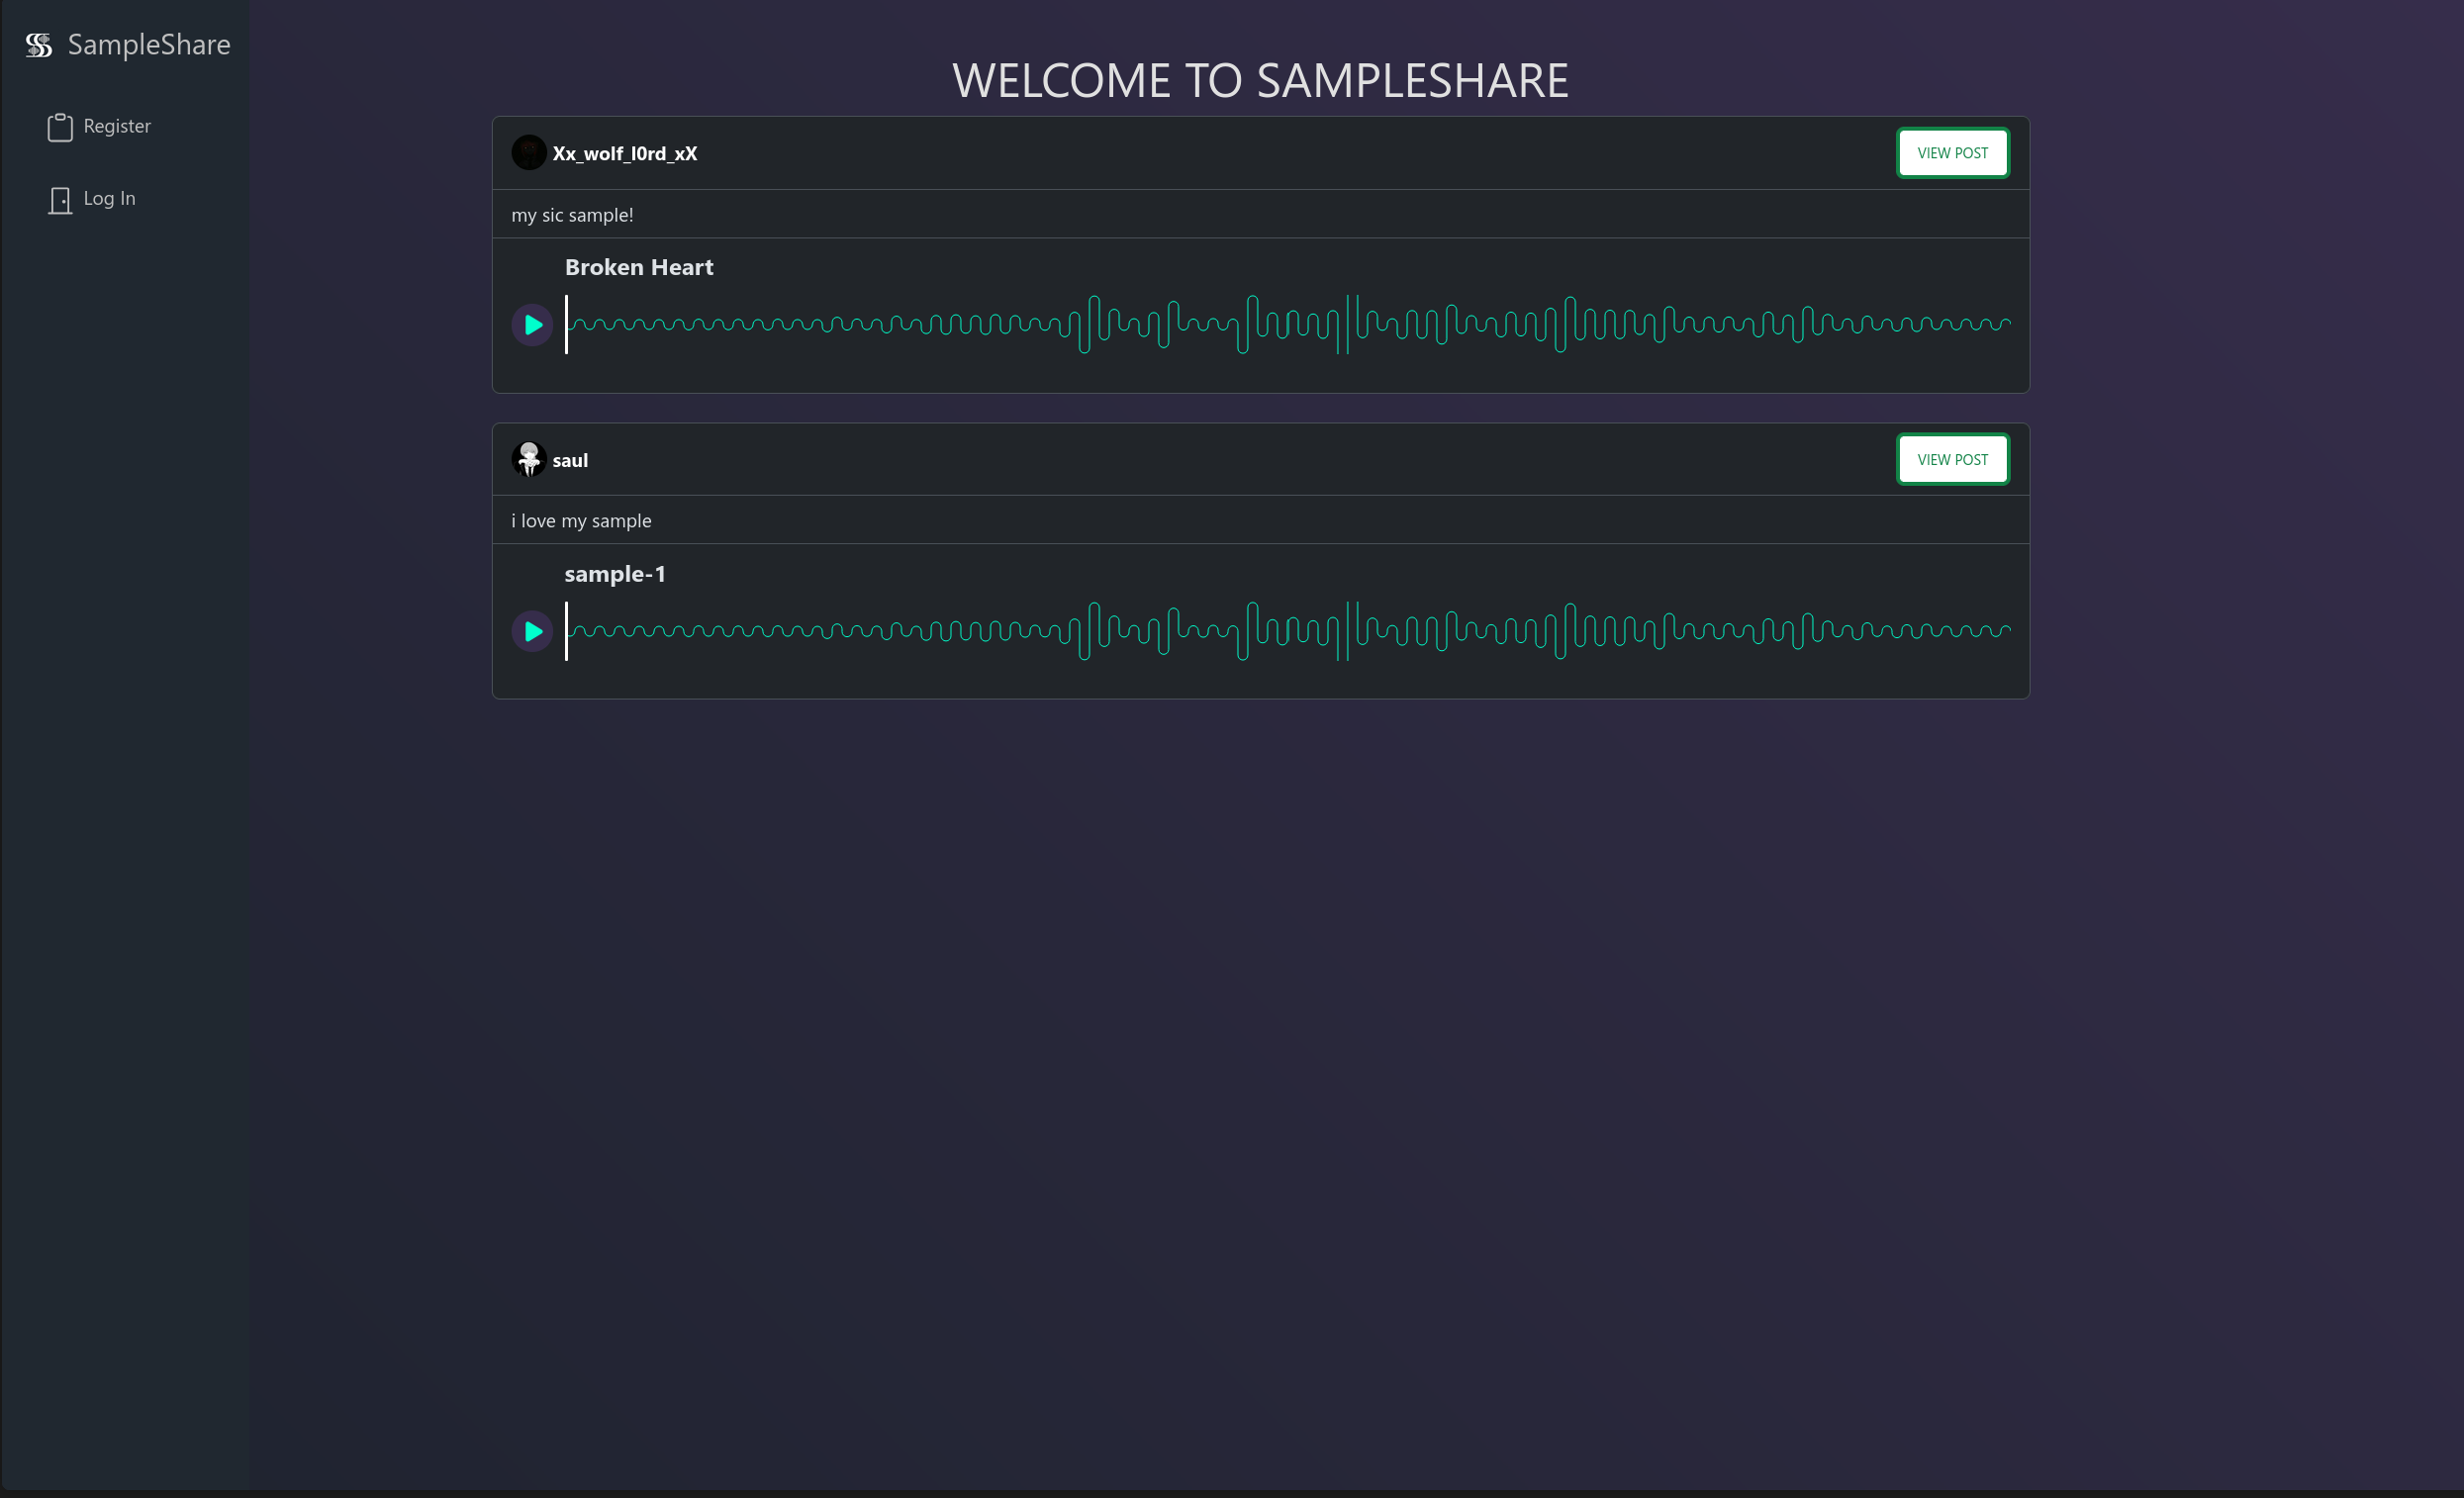 SampleShare
Register
Log In
WELCOME TO SAMPLESHARE
Xx_wolf_l0rd_xX
VIEW POST
my sic sample!
Broken Heart
saul
VIEW POST
i love my sample
sample-1